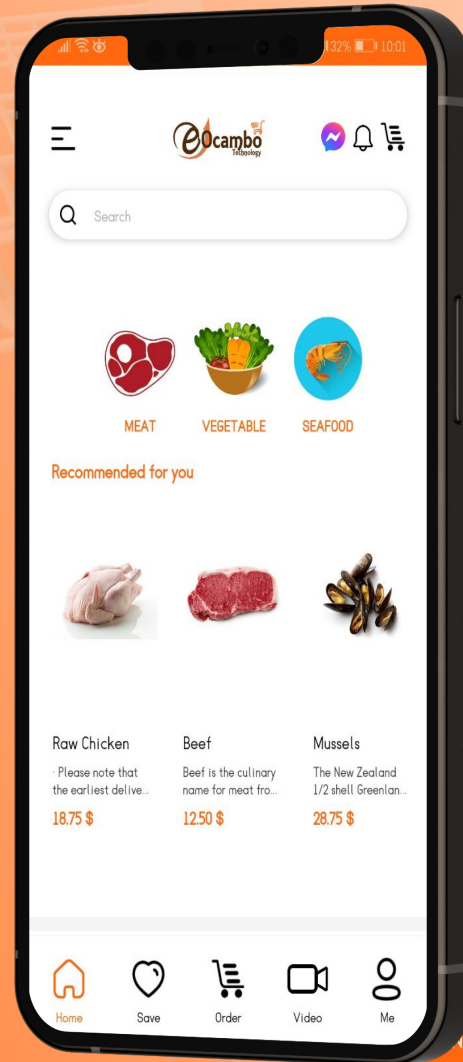 32% 10:01
eOcambo
Technology
Search
MEAT VEGETABLE SEAFOOD
Recommended for you
Raw Chicken Beef Mussels
· Please note that Beef is the culinary The New Zealand
the earliest delive... name for meat fro... 1/2 shell Greenlan...
18.75 $ 12.50 $ 28.75 $
Home Save Order Video Me
N